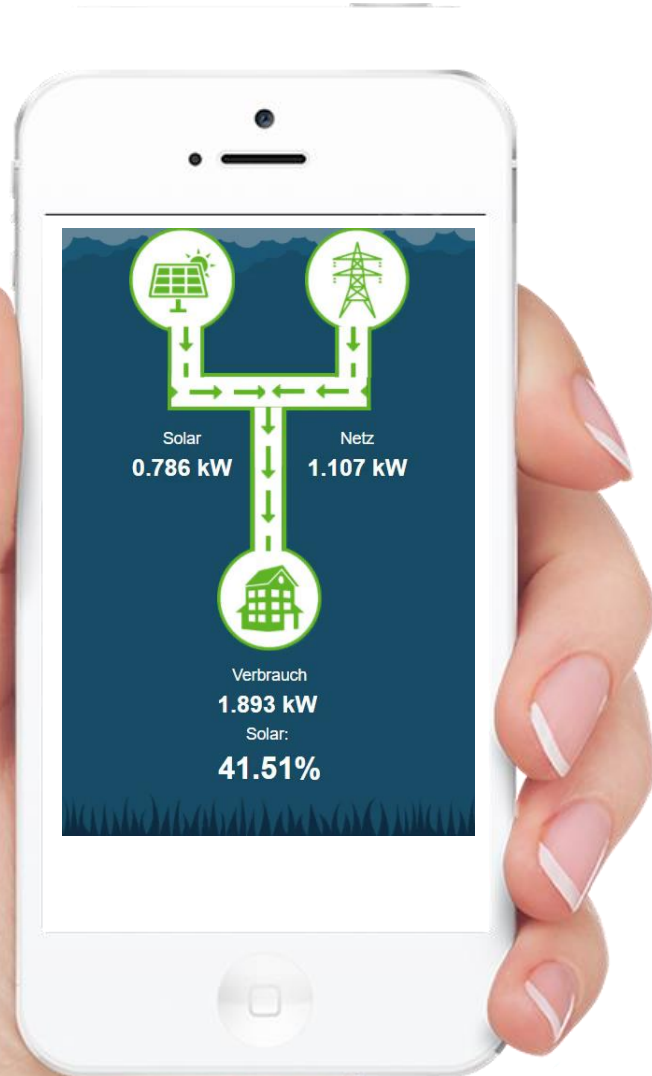 Solar
0.786 kW
Netz
1.107 kW
Verbrauch
1.893 kW
Solar:
41.51%